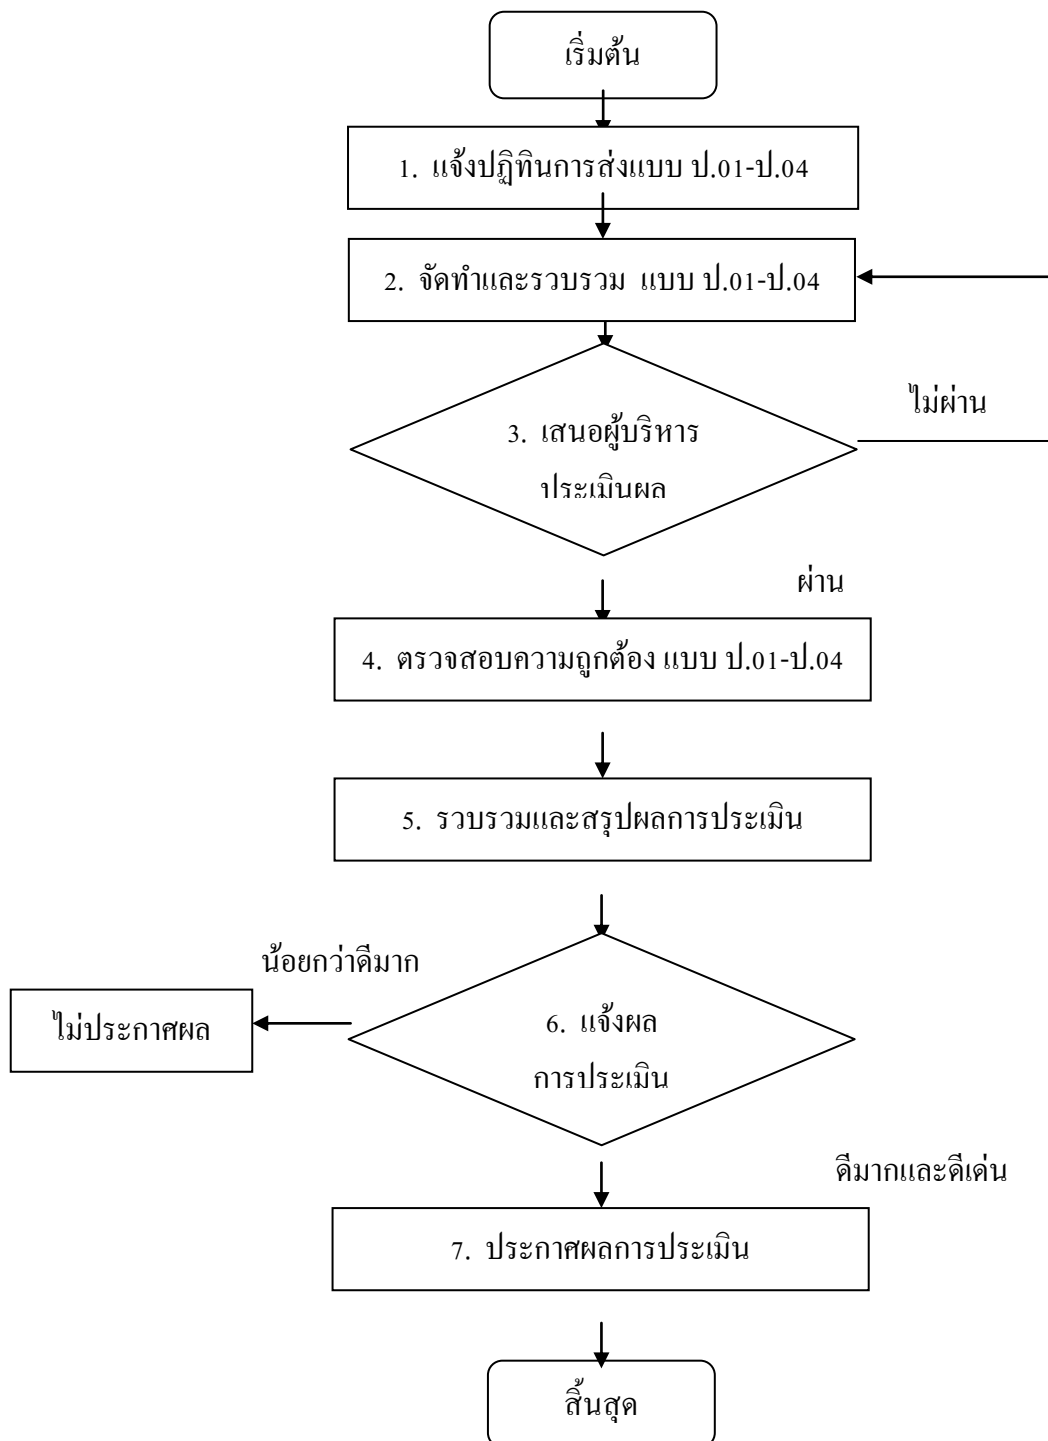 เริ่มต้น
1. แจ้งปฏิทินการส่งแบบ ป.01-ป.04
2. จัดทำและรวบรวม แบบ ป.01-ป.04
ไม่ผ่าน
3. เสนอผู้บริหาร
ประเมินผล
ผ่าน
4. ตรวจสอบความถูกต้อง แบบ ป.01-ป.04
5. รวบรวมและสรุปผลการประเมิน
น้อยกว่าดีมาก
ไม่ประกาศผล
6. แจ้งผล
การประเมิน
ดีมากและดีเด่น
7. ประกาศผลการประเมิน
สิ้นสุด